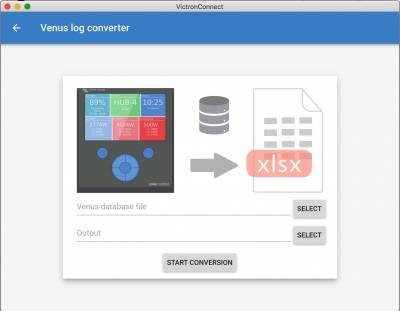 VictronConnect
Venus log converter
89% HUB-4 10:25
xlsx
Venus database file
SELECT
Output
SELECT
START CONVERSION